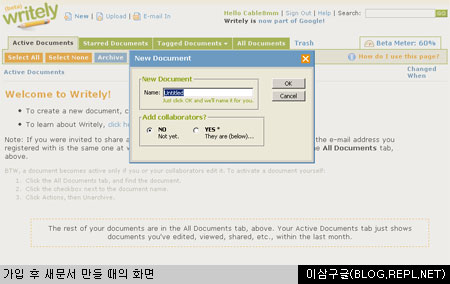 (beta)
writely
New | Upload | E-mail In
Hello Cable8mm | Sign Out | Help | Search:
GO
Writely is now part of Google!
Active Documents
Starred Documents
Tagged Documents
All Documents
Trash
Beta Meter: 60%
Select All
Select None
Archive
How do I use this page?
Active Documents
Changed
When
New Document
New Document
Name: Untitled
Just click OK and we'll name it for you.
OK
Cancel
Add collaborators?
NO
Not yet.
YES *
They are (below)...
Welcome to Writely!
To create a new document, c
To learn about Writely, click he
Note: If you were invited to share a
the e-mail address you
registered with is the same one at w
All Documents tab,
above.
BTW, a document becomes active only if you or your collaborators edit it. To activate a document yourself:
1. Click the All Documents tab, and find the document.
2. Click the checkbox next to the document name.
3. Click Actions, then Unarchive.
The rest of your documents are in the All Documents tab, above. Your Active Documents tab just shows
documents you've edited, viewed, shared, etc., within the last month.
가입 후 새문서 만들 때의 화면
이삼구글(BLOG,REPL,NET)